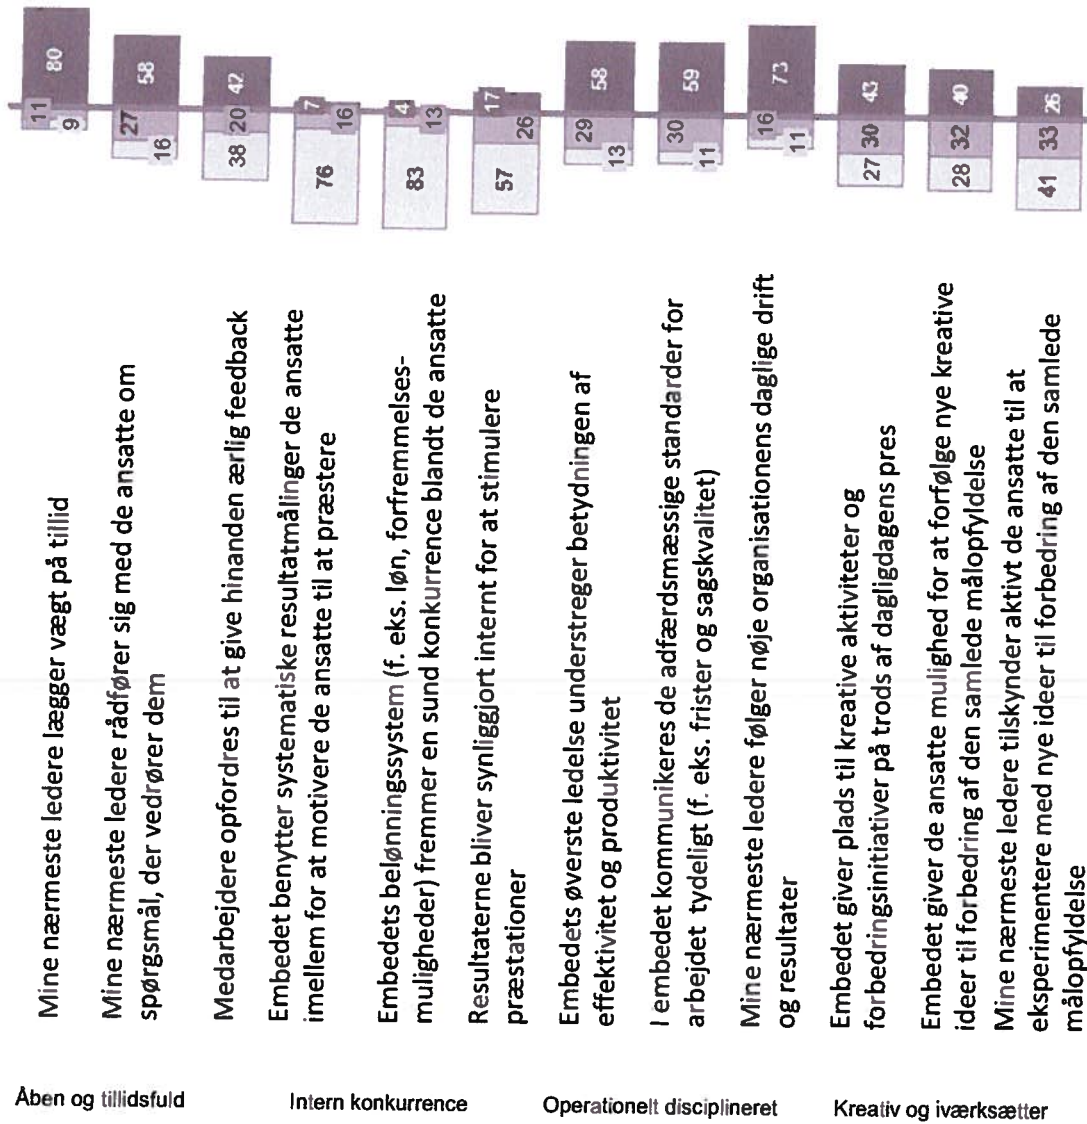 Åben og tillidsfuld
Mine nærmeste ledere lægger vægt på tillid
9
11
80
Mine nærmeste ledere rådfører sig med de ansatte om
spørgsmål, der vedrører dem
16
27
58
Medarbejdere opfordres til at give hinanden ærlig feedback
38
20
42
Intern konkurrence
Embedet benytter systematiske resultatmålinger de ansatte
imellem for at motivere de ansatte til at præstere
76
16
7
Embedets belønningssystem (f. eks. løn, forfremmelses-
muligheder) fremmer en sund konkurrence blandt de ansatte
83
13
4
Resultaterne bliver synliggjort internt for at stimulere
præstationer
57
26
17
Operationelt disciplineret
Embedets øverste ledelse understreger betydningen af
effektivitet og produktivitet
13
29
58
I embedet kommunikeres de adfærdsmæssige standarder for
arbejdet tydeligt (f. eks. frister og sagskvalitet)
11
30
59
Mine nærmeste ledere følger nøje organisationens daglige drift
og resultater
11
16
73
Kreativ og iværksætter
Embedet giver plads til kreative aktiviteter og
forbedringsinitiativer på trods af dagligdagens pres
27
30
43
Embedet giver de ansatte mulighed for at forfølge nye kreative
ideer til forbedring af den samlede målopfyldelse
28
32
40
Mine nærmeste ledere tilskynder aktivt de ansatte til at
eksperimentere med nye ideer til forbedring af den samlede
målopfyldelse
41
33
26